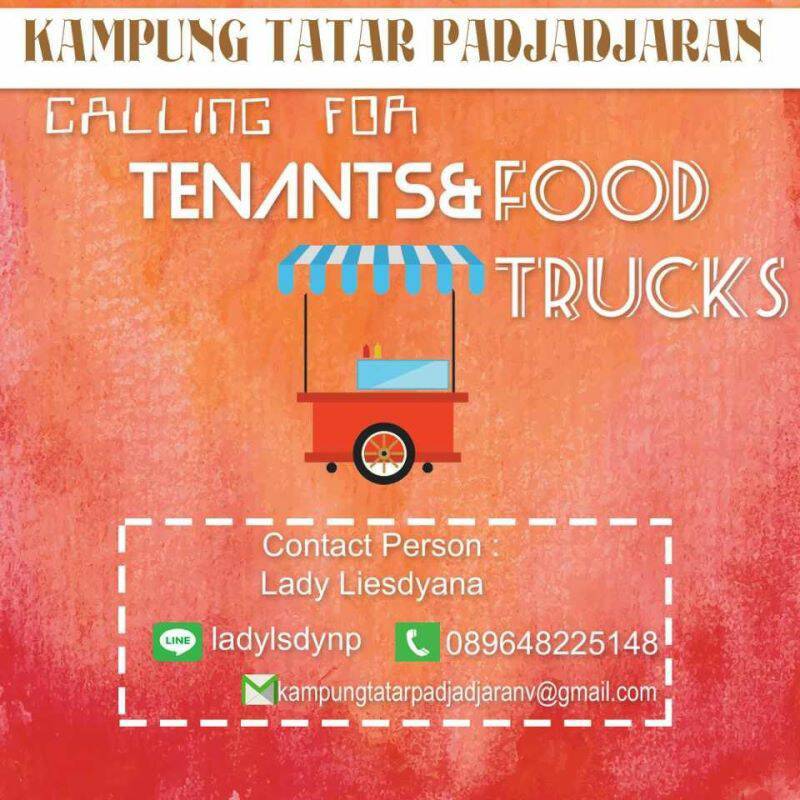 KAMPUNG TATAR PADJADJARAN
CALLING FOR
TENANTS& FOOD
TRUCKS
Contact Person :
Lady Liesdyana
LINE ladylsdynp 089648225148
kampungtatarpadjadjaranv@gmail.com